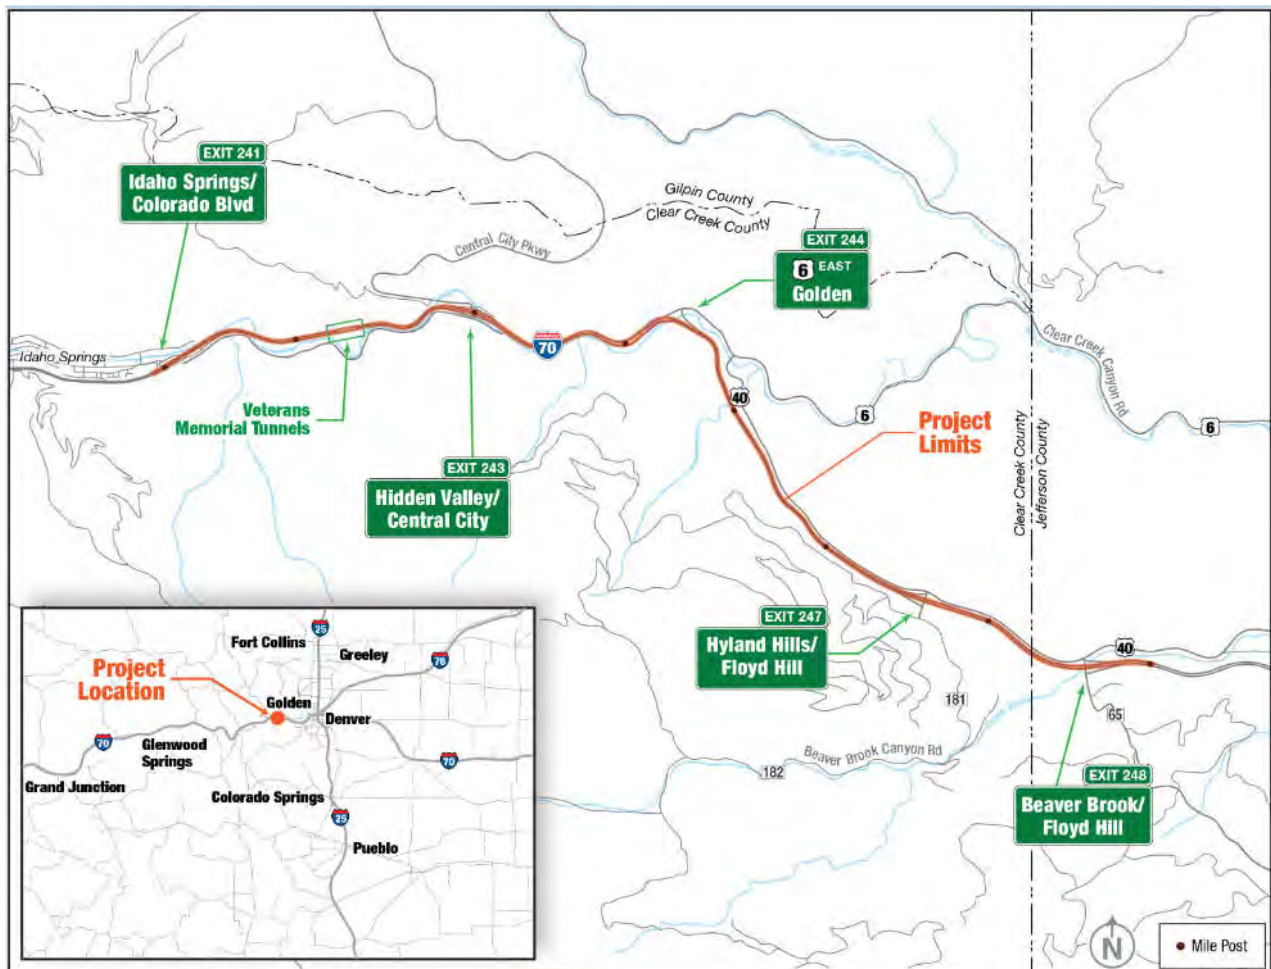 EXIT 241
Idaho Springs/
Colorado Blvd
Gilpin County
Clear Creek County
Central City Pkwy
EXIT 244
6 EAST
Golden
Idaho Springs
70
Veterans
Memorial Tunnels
40
6
Project
Limits
Clear Creek
Canyon Rd
6
EXIT 243
Hidden Valley/
Central City
Clear Creek County
Jefferson County
EXIT 247
Hyland Hills/
Floyd Hill
40
181
65
Beaver Brook Canyon Rd
182
EXIT 248
Beaver Brook/
Floyd Hill
25
Fort Collins
Greeley
76
Project
Location
Golden
Denver
70
Glenwood
Springs
70
Grand Junction
Colorado Springs
25
Pueblo
N
Mile Post